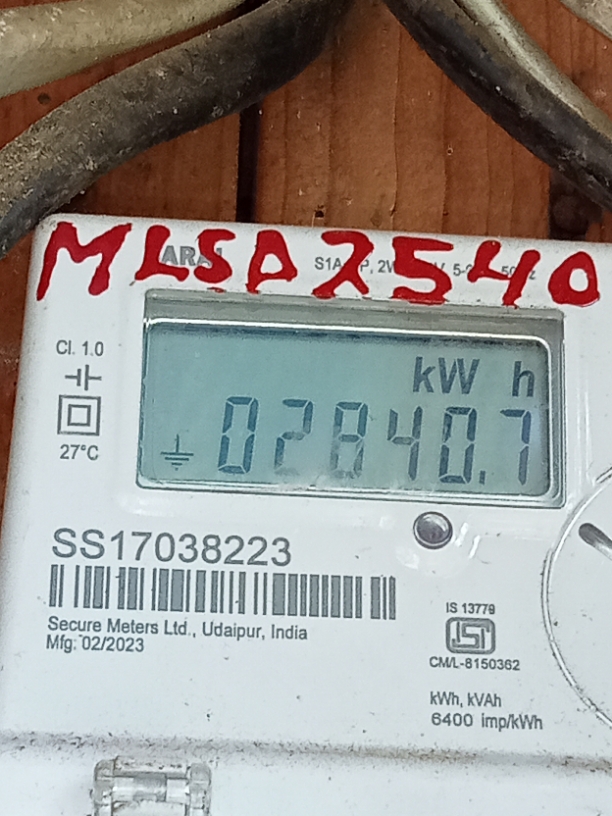 MLSP2540
Cl. 1.0
27°C
kW h
02840.7
SS17038223
Secure Meters Ltd., Udaipur, India
Mfg: 02/2023
IS 13779
CM/L-8150362
kWh, kVAh
6400 imp/kWh